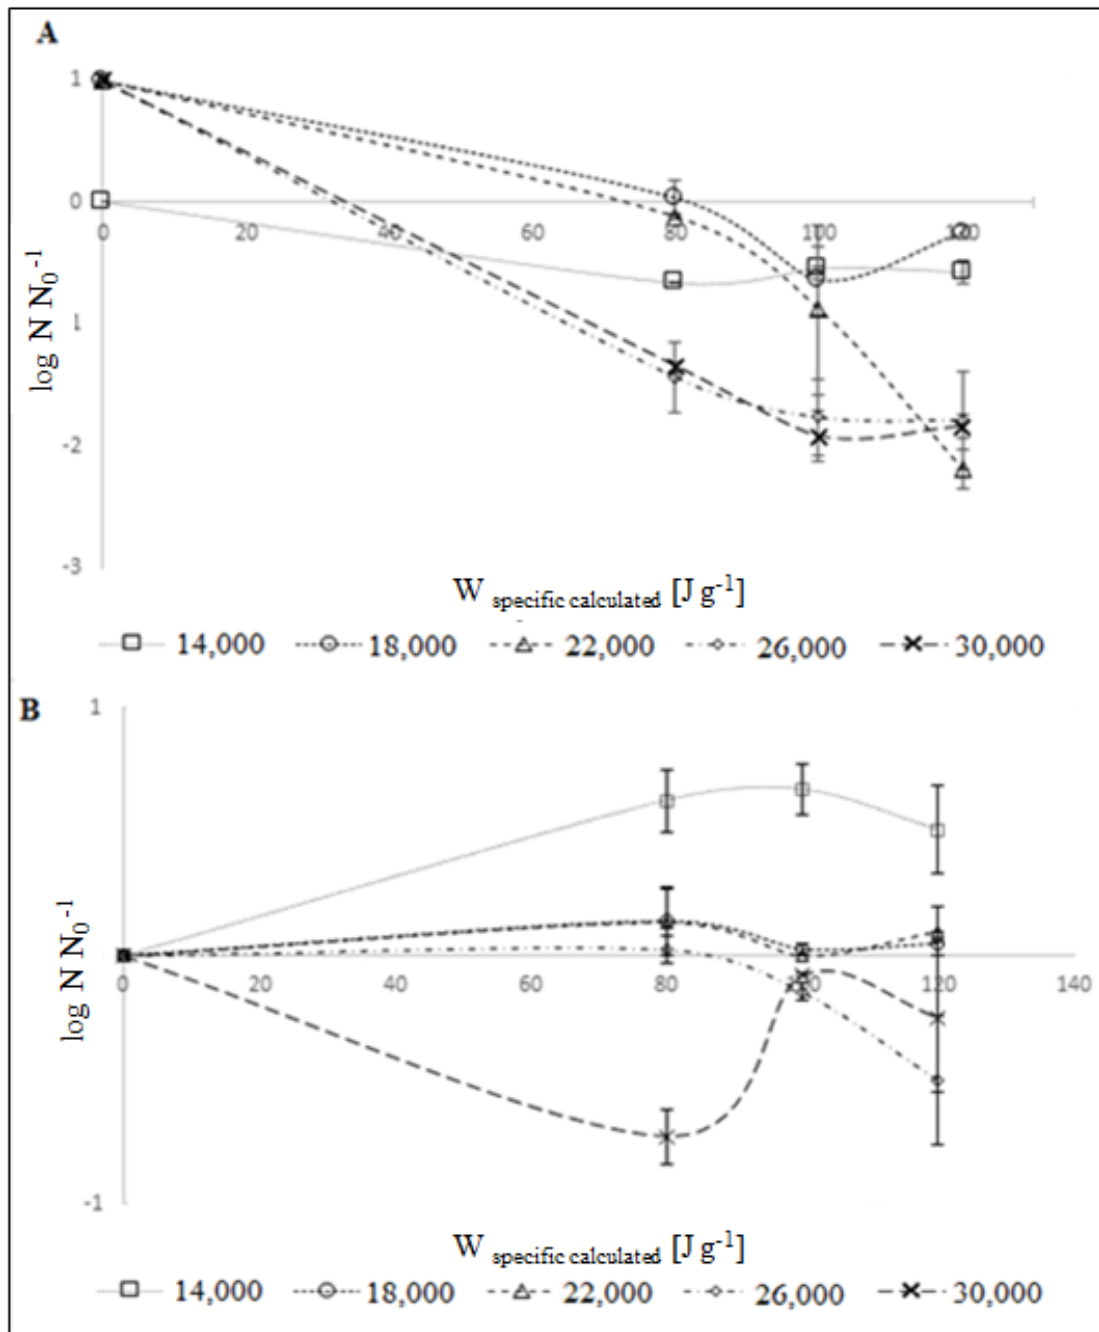 A
1
0
0 20 40 60 80 100 120
1
-2
-3
log N N₀⁻¹
W specific calculated [J g⁻¹]
14,000 18,000 22,000 26,000 30,000
B
1
0 20 40 60 80 100 120 140
-1
log N N₀⁻¹
W specific calculated [J g⁻¹]
14,000 18,000 22,000 26,000 30,000